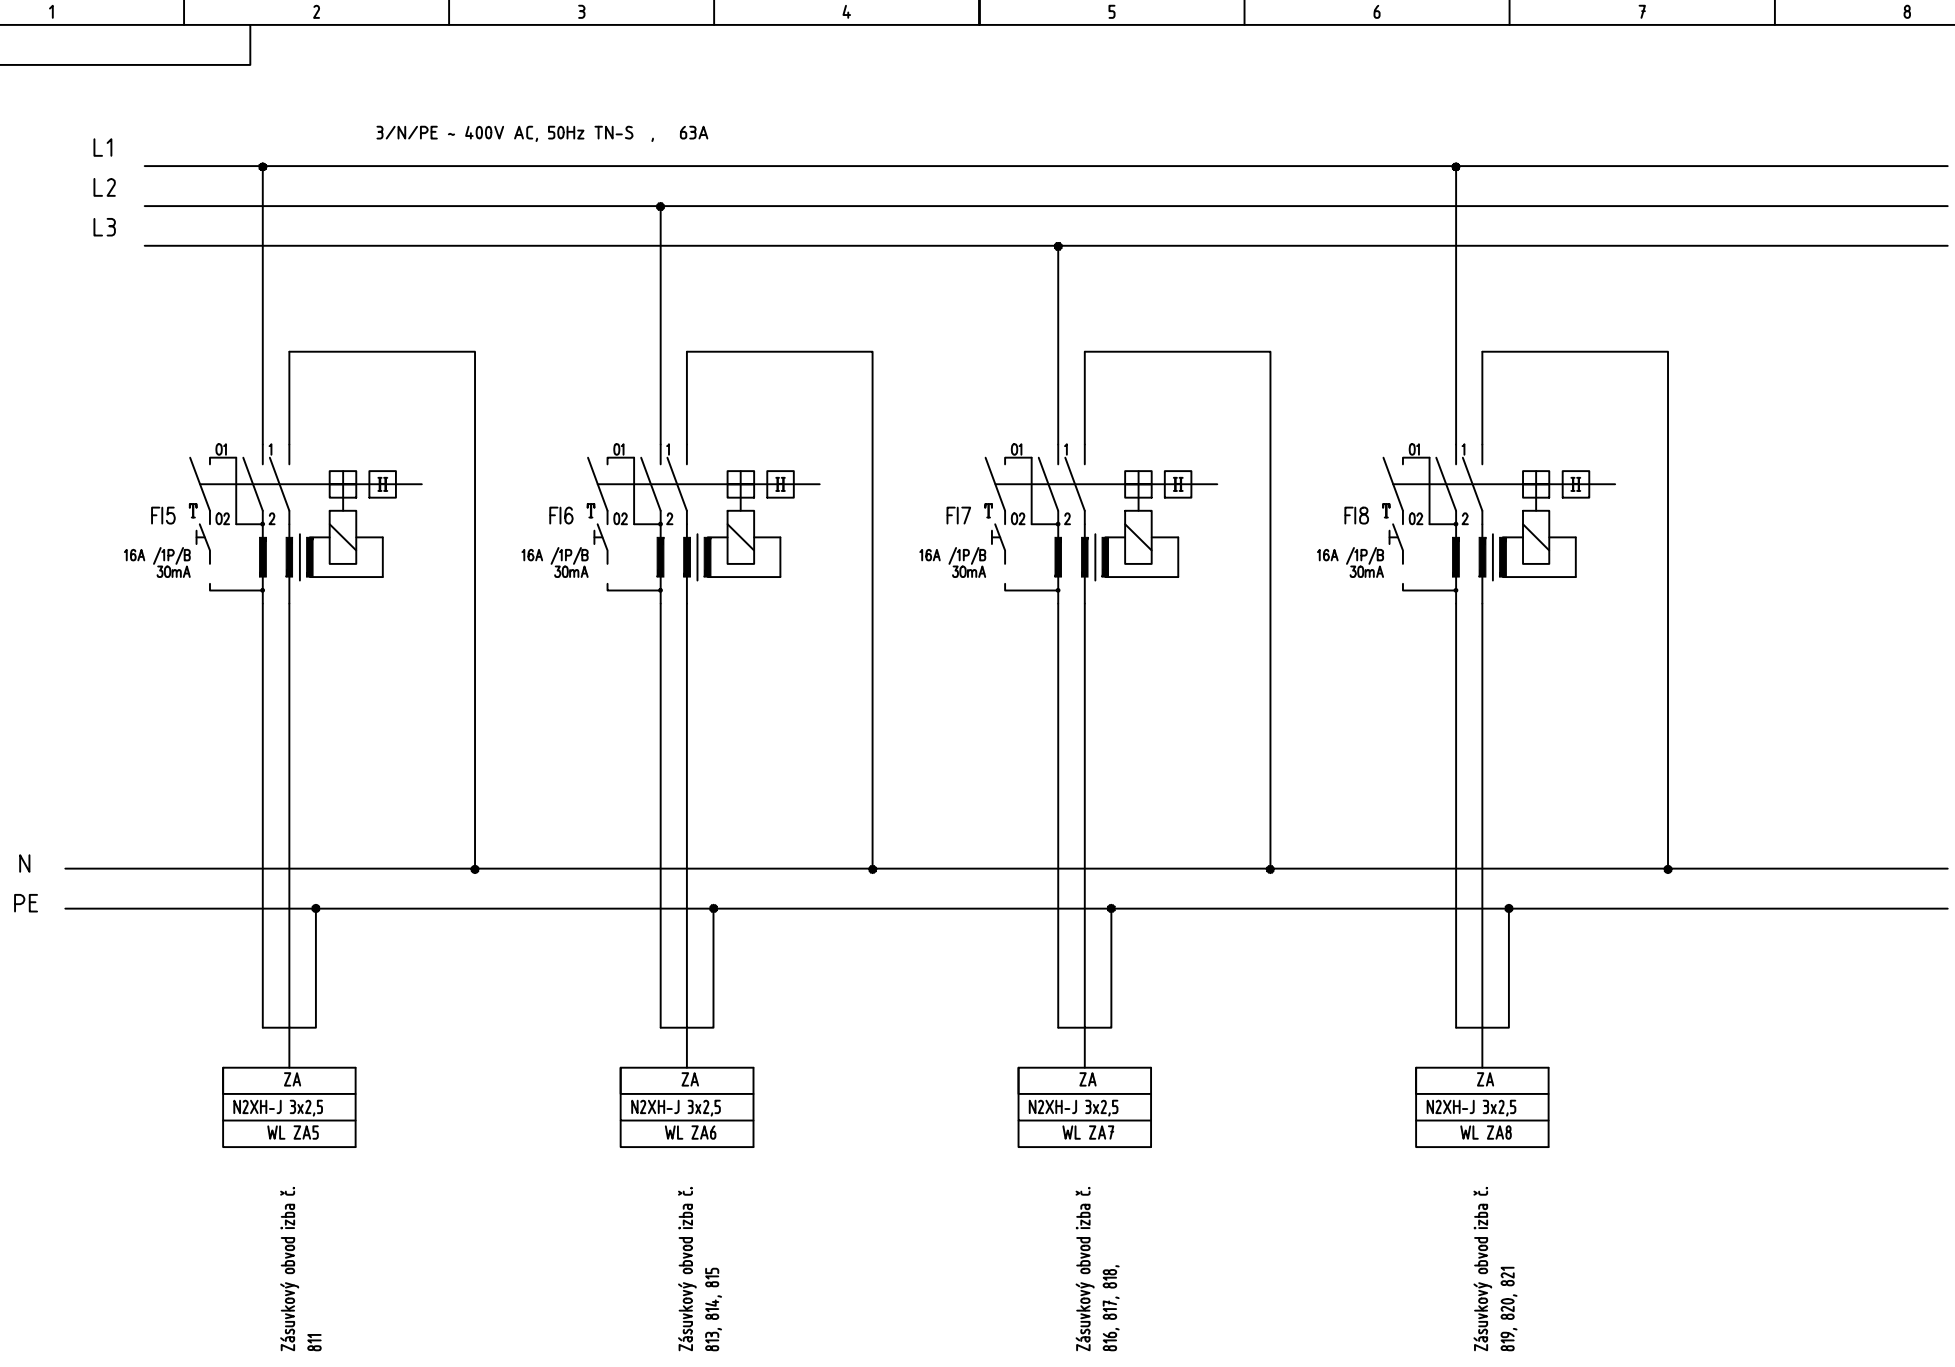 1 2 3 4 5 6 7 8
3/N/PE ~ 400V AC, 50Hz TN-S , 63A
L1
L2
L3
01 1 H
FI5 T 02 2
16A /1P/B
30mA
01 1 H
FI6 T 02 2
16A /1P/B
30mA
01 1 H
FI7 T 02 2
16A /1P/B
30mA
01 1 H
FI8 T 02 2
16A /1P/B
30mA
N
PE
ZA
N2XH-J 3x2,5
WL ZA5
ZA
N2XH-J 3x2,5
WL ZA6
ZA
N2XH-J 3x2,5
WL ZA7
ZA
N2XH-J 3x2,5
WL ZA8
Zásuvkový obvod izba č.
811
Zásuvkový obvod izba č.
813, 814, 815
Zásuvkový obvod izba č.
816, 817, 818,
Zásuvkový obvod izba č.
819, 820, 821